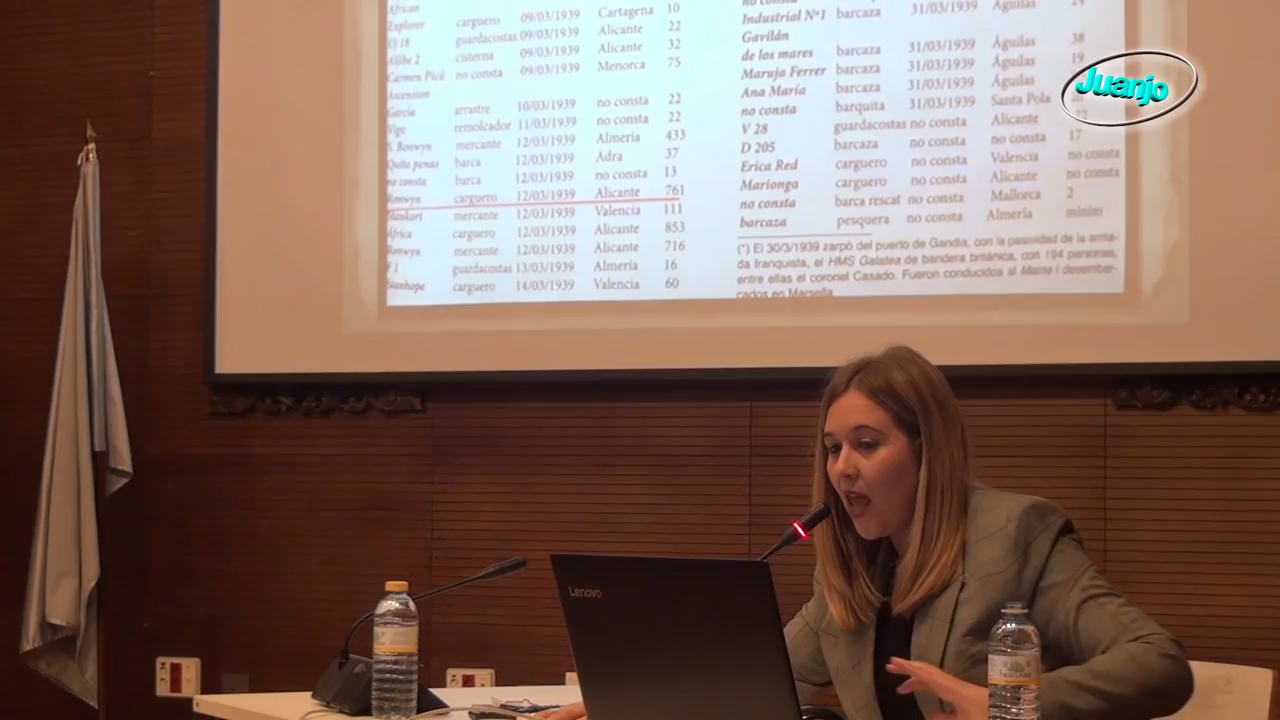 African
Explorer carguero 09/03/1939 Cartagena 10
guardacostas 09/03/1939 Alicante 22
Aljibe 2 cisterna 09/03/1939 Alicante 32
Carmen Picó no consta 09/03/1939 Menorca 75
Ascension
García arrastre 10/03/1939 no consta 22
Vigo remolcador 11/03/1939 no consta 22
S. Ronwyn mercante 12/03/1939 Almería 433
Quita penas barca 12/03/1939 Adra 37
no consta barca 12/03/1939 no consta 13
Ronwyn carguero 12/03/1939 Alicante 761
mercante 12/03/1939 Valencia 111
África carguero 12/03/1939 Alicante 853
Ronwyn mercante 12/03/1939 Alicante 716
guardacostas 13/03/1939 Almería 16
Stanhope carguero 14/03/1939 Valencia 60
no consta
Industrial Nº1 barcaza 31/03/1939 Águilas 24
Gavilán
de los mares barcaza 31/03/1939 Águilas 38
Maruja Ferrer barcaza 31/03/1939 Águilas 19
Ana María barcaza 31/03/1939 Águilas
no consta barquita 31/03/1939 Santa Pola
V 28 guardacostas no consta Alicante
D 205 barcaza no consta no consta 17
Erica Red carguero no consta Valencia no consta
Marionga carguero no consta Alicante no consta
no consta barca rescat no consta Mallorca 2
barcaza pesquera no consta Almería mínim
(*) El 30/3/1939 zarpó del puerto de Gandia, con la pasividad de la arma-
da franquista, el HMS Galatea de bandera británica, con 194 personas,
entre ellas el coronel Casado. Fueron conducidos al Maine i desembar-
cados en Marsella
Juanjo
Lenovo